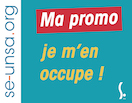 se-unsa.org
Ma promo
je m'en
occupe !